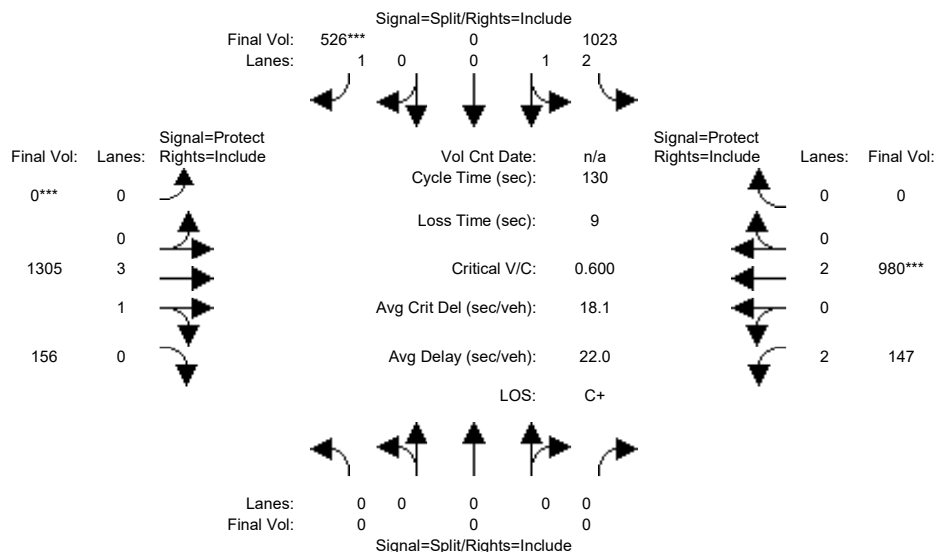 Signal=Split/Rights=Include
Final Vol: 526*** 0 1023
Lanes: 1 0 0 1 2
Signal=Protect Signal=Protect
Final Vol: Lanes: Rights=Include Vol Cnt Date: n/a Rights=Include Lanes: Final Vol:
Cycle Time (sec): 130
0*** 0 0 0
Loss Time (sec): 9
0 0
1305 3 Critical V/C: 0.600 2 980***
1 Avg Crit Del (sec/veh): 18.1 0
156 0 Avg Delay (sec/veh): 22.0 2 147
LOS: C+
Lanes: 0 0 0 0 0
Final Vol: 0 0 0
Signal=Split/Rights=Include